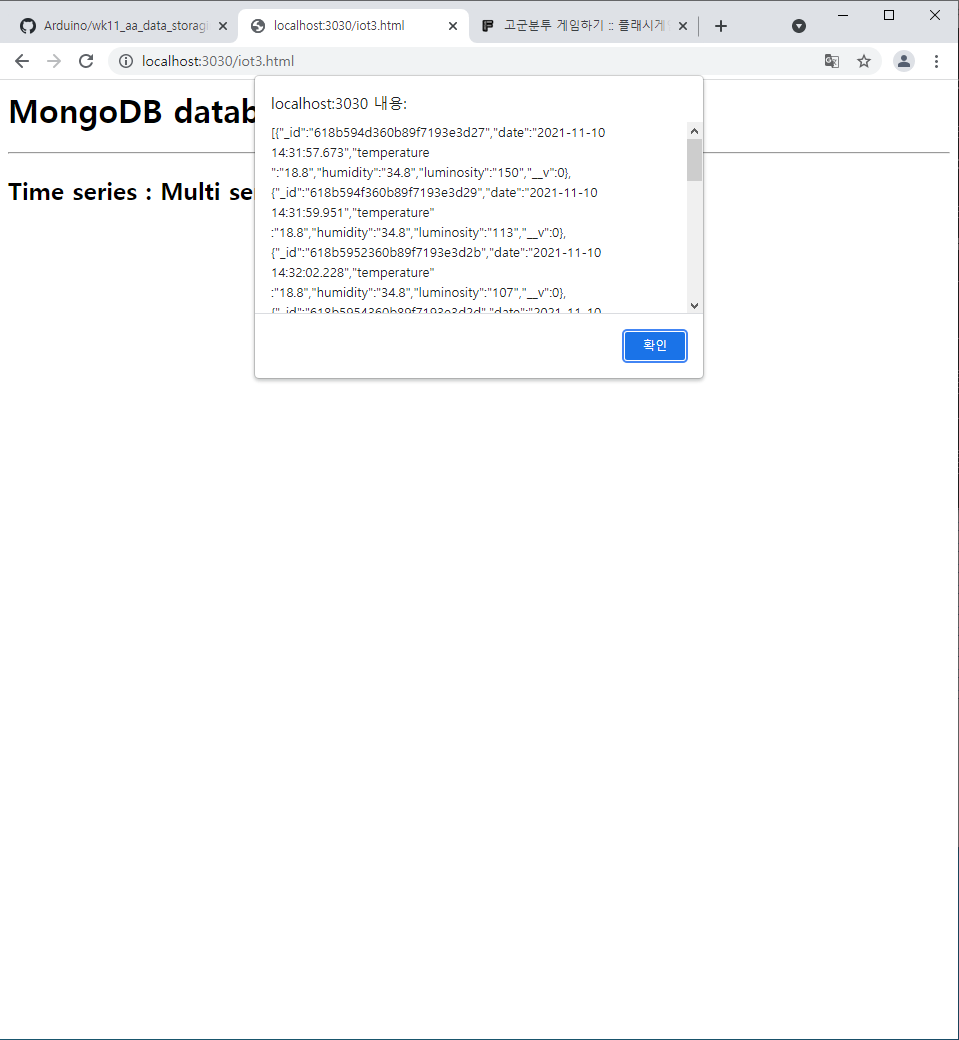 Arduino/wk11_aa_data_storag
localhost:3030/iot3.html
고군분투 게임하기 :: 플래시게
localhost:3030/iot3.html
MongoDB datab
Time series : Multi se
localhost:3030 내용:
[{"_id":"618b594d360b89f7193e3d27","date":"2021-11-10
14:31:57.673","temperature
":"18.8","humidity":"34.8","luminosity":"150","__v":0},
{"_id":"618b594f360b89f7193e3d29","date":"2021-11-10
14:31:59.951","temperature"
:"18.8","humidity":"34.8","luminosity":"113","__v":0},
{"_id":"618b5952360b89f7193e3d2b","date":"2021-11-10
14:32:02.228","temperature"
:"18.8","humidity":"34.8","luminosity":"107","__v":0},
{"_id":"618b5954360b89f7193e3d2d","date":"2021-11-10
확인